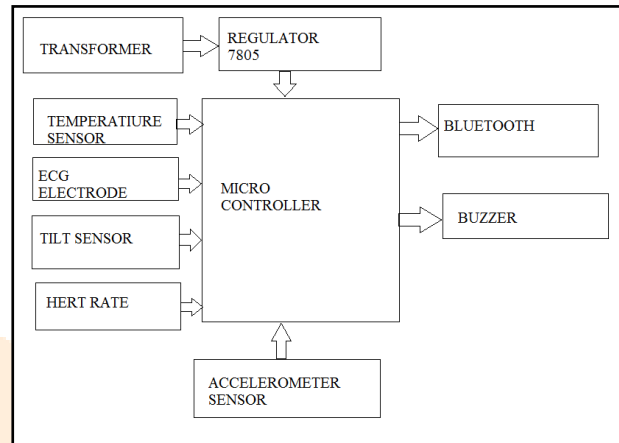 TRANSFORMER
REGULATOR
7805
TEMPERATIURE
SENSOR
ECG
ELECTRODE
TILT SENSOR
HERT RATE
MICRO
CONTROLLER
BLUETOOTH
BUZZER
ACCELEROMETER
SENSOR